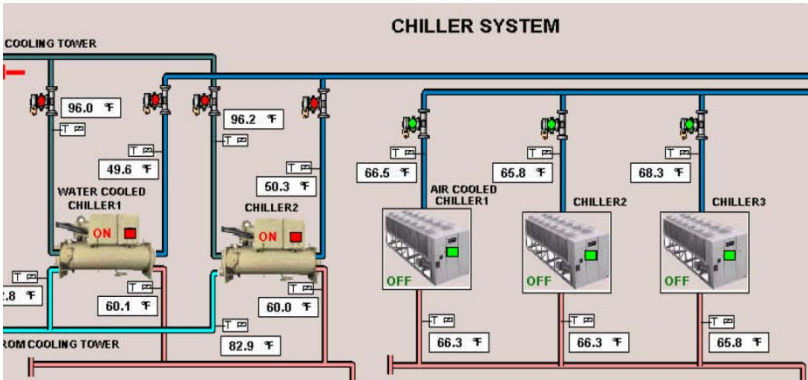 CHILLER SYSTEM
COOLING TOWER
96.0 °F
96.2 °F
T
T
T
T
T
T
T
49.6 °F
50.3 °F
66.5 °F
65.8 °F
68.3 °F
WATER COOLED
CHILLER1
CHILLER2
AIR COOLED
CHILLER1
CHILLER2
CHILLER3
ON
ON
OFF
OFF
OFF
T
T
T
2.8 °F
60.1 °F
60.0 °F
T
T
T
T
ROM COOLING TOWER
82.9 °F
66.3 °F
66.3 °F
65.8 °F